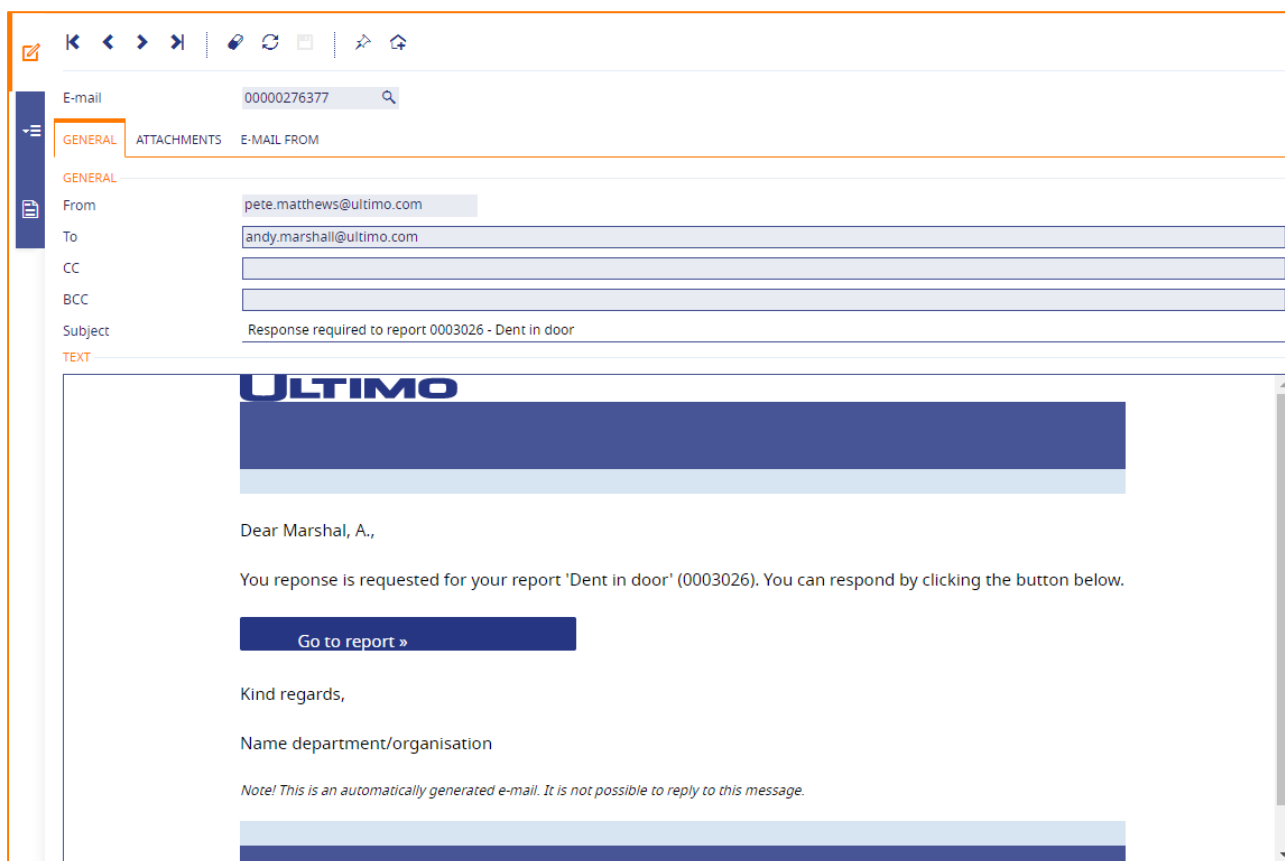 E-mail 00000276377
GENERAL ATTACHMENTS E-MAIL FROM
GENERAL
From pete.matthews@ultimo.com
To andy.marshall@ultimo.com
CC
BCC
Subject Response required to report 0003026 - Dent in door
TEXT
ULTIMO
Dear Marshal, A.,
You reponse is requested for your report 'Dent in door' (0003026). You can respond by clicking the button below.
Go to report »
Kind regards,
Name department/organisation
Note! This is an automatically generated e-mail. It is not possible to reply to this message.